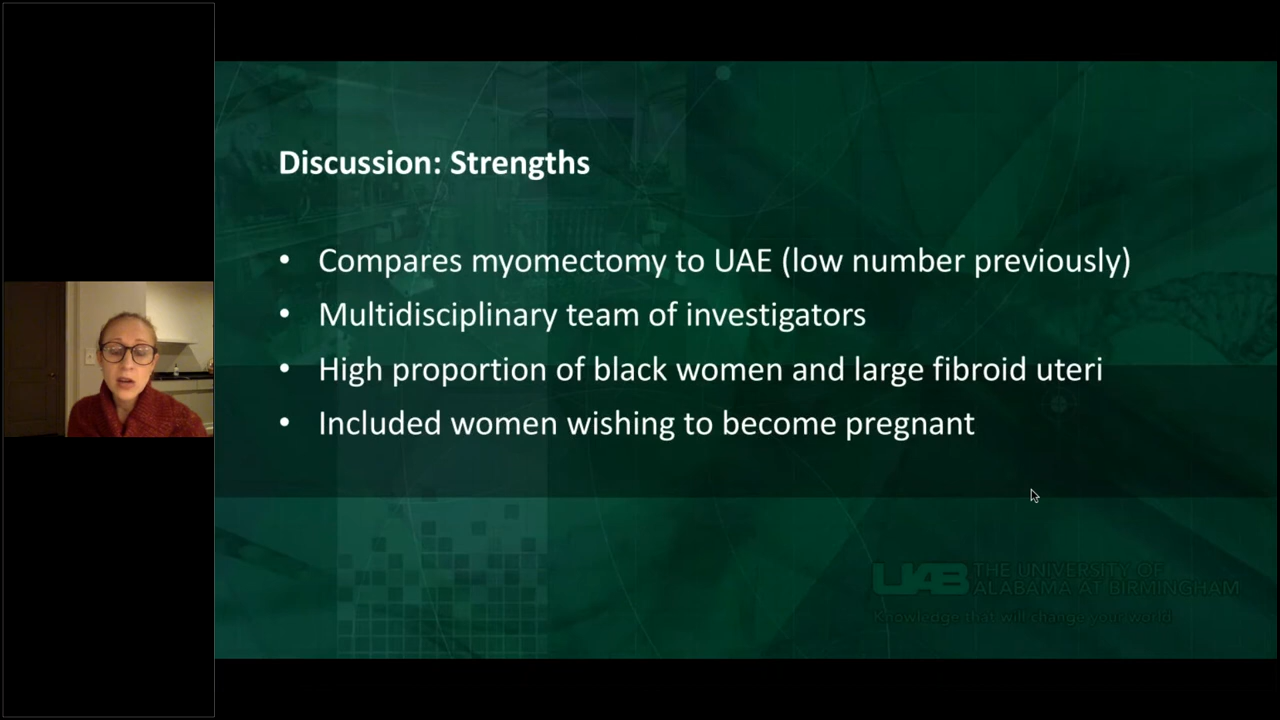 Discussion: Strengths
• Compares myomectomy to UAE (low number previously)
• Multidisciplinary team of investigators
• High proportion of black women and large fibroid uteri
• Included women wishing to become pregnant
UAB THE UNIVERSITY OF
ALABAMA AT BIRMINGHAM
Knowledge that will change your world